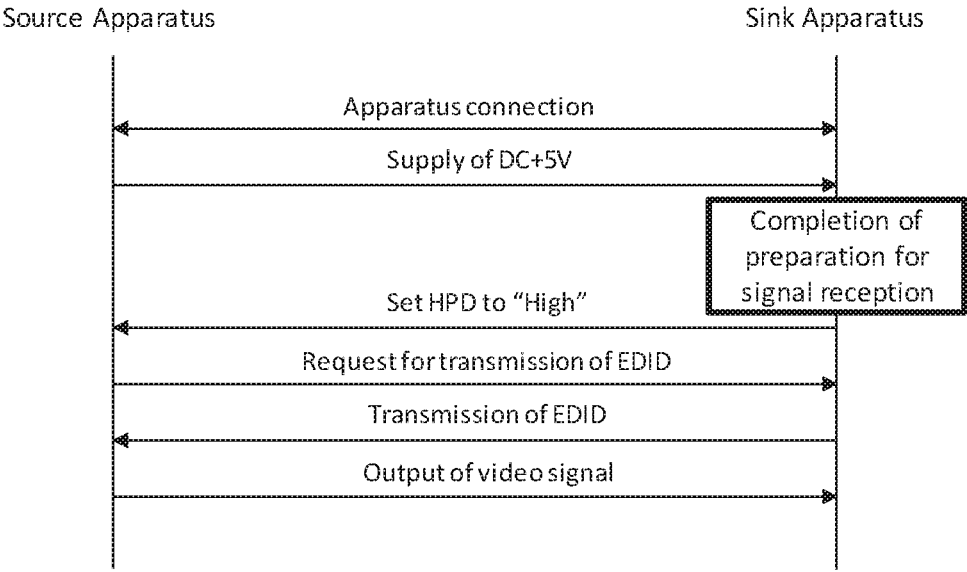 Source Apparatus
Sink Apparatus
Apparatus connection
Supply of DC+5V
Completion of
preparation for
signal reception
Set HPD to “High”
Request for transmission of EDID
Transmission of EDID
Output of video signal